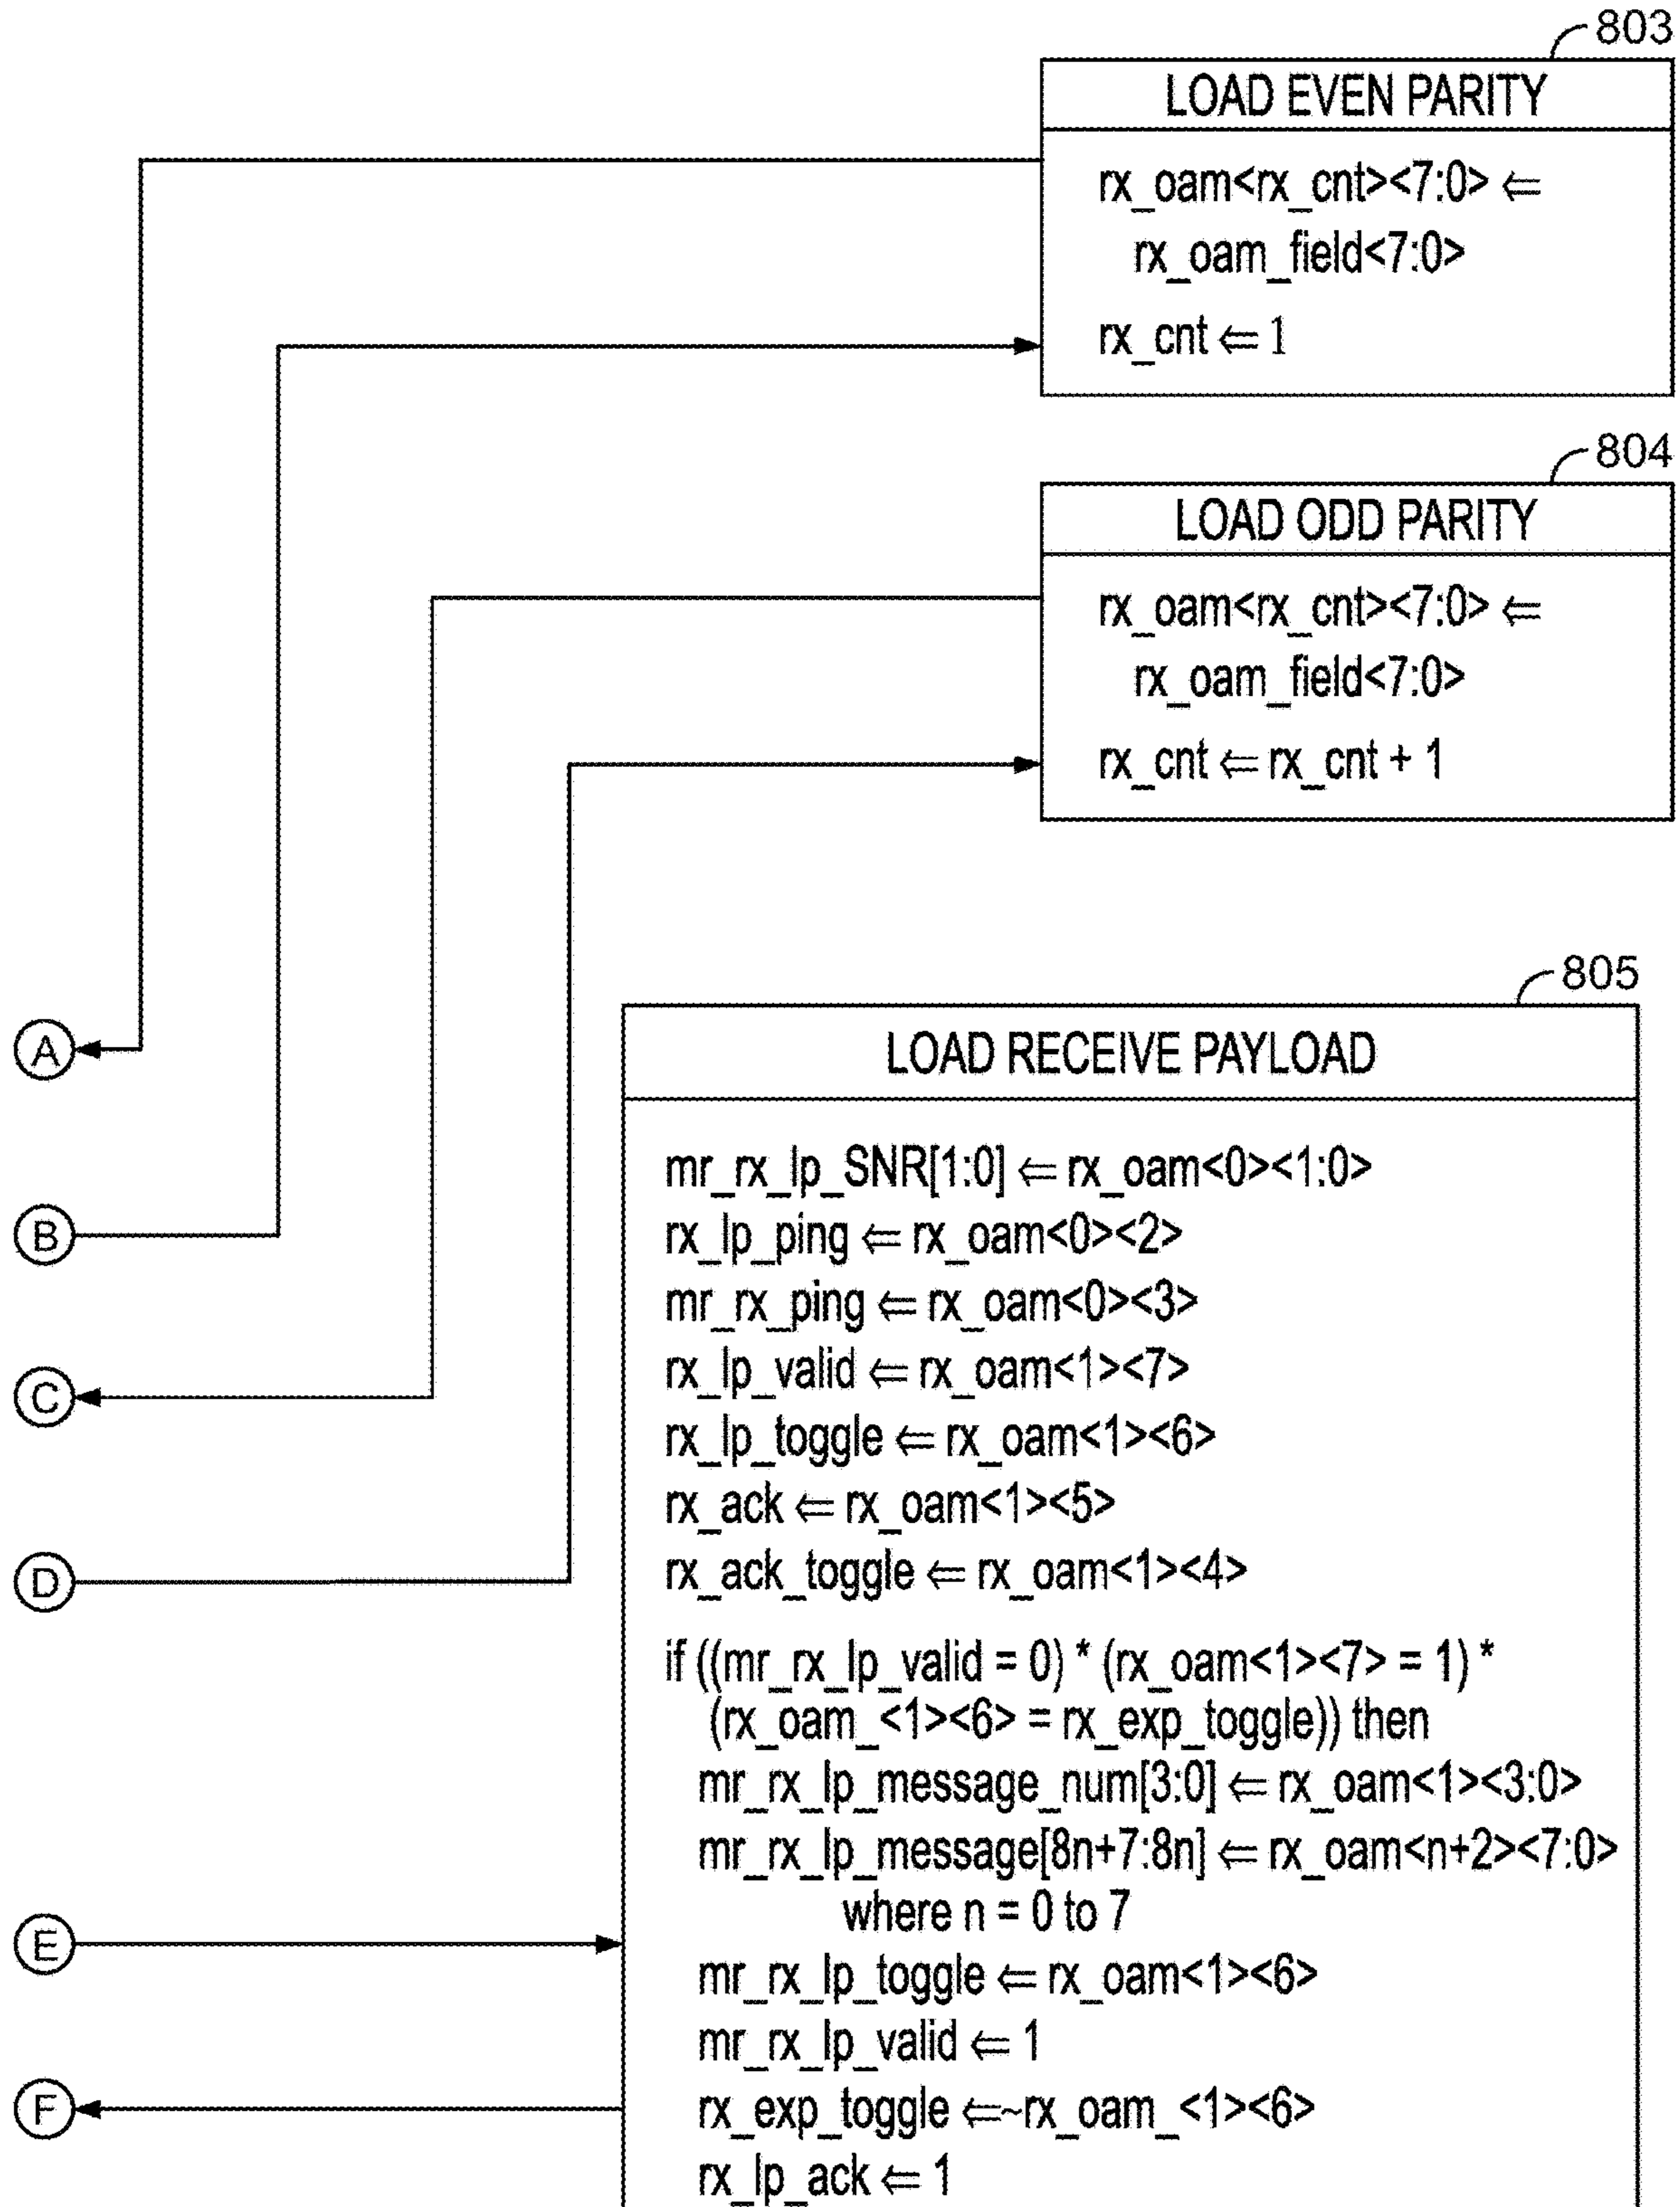 803
LOAD EVEN PARITY
rx_oam<rx_cnt><7:0> ⇐
rx_oam_field<7:0>
rx_cnt ⇐ 1
804
LOAD ODD PARITY
rx_oam<rx_cnt><7:0> ⇐
rx_oam_field<7:0>
rx_cnt ⇐ rx_cnt + 1
A
B
C
D
E
F
805
LOAD RECEIVE PAYLOAD
mr_rx_lp_SNR[1:0] ⇐ rx_oam<0><1:0>
rx_lp_ping ⇐ rx_oam<0><2>
mr_rx_ping ⇐ rx_oam<0><3>
rx_lp_valid ⇐ rx_oam<1><7>
rx_lp_toggle ⇐ rx_oam<1><6>
rx_ack ⇐ rx_oam<1><5>
rx_ack_toggle ⇐ rx_oam<1><4>
if ((mr_rx_lp_valid = 0) * (rx_oam<1><7> = 1) *
(rx_oam_<1><6> = rx_exp_toggle)) then
mr_rx_lp_message_num[3:0] ⇐ rx_oam<1><3:0>
mr_rx_lp_message[8n+7:8n] ⇐ rx_oam<n+2><7:0>
where n = 0 to 7
mr_rx_lp_toggle ⇐ rx_oam<1><6>
mr_rx_lp_valid ⇐ 1
rx_exp_toggle ⇐~rx_oam_<1><6>
rx_lp_ack ⇐ 1